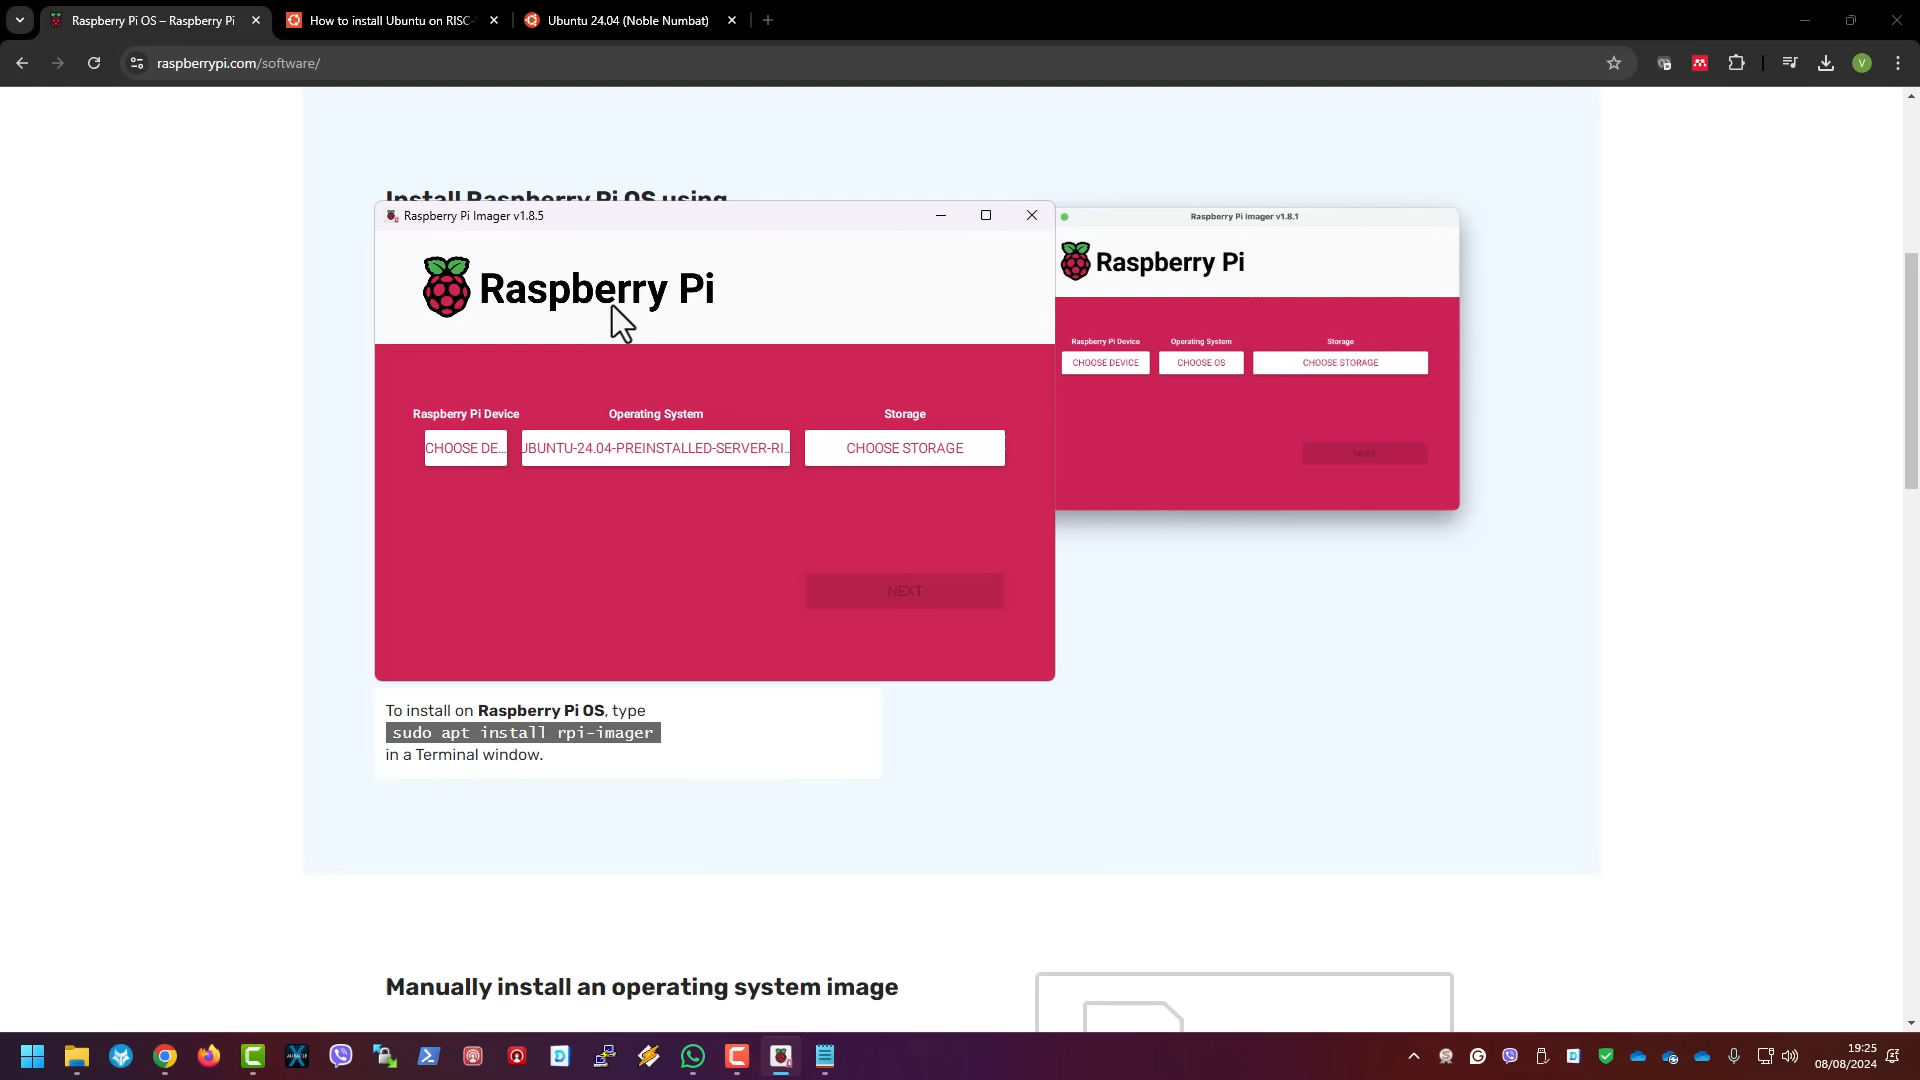 Raspberry Pi OS – Raspberry Pi
How to install Ubuntu on RISC-
Ubuntu 24.04 (Noble Numbat)
raspberrypi.com/software/
V
Install Raspberry Pi OS using
Raspberry Pi Imager v1.8.5
Raspberry Pi
Raspberry Pi Device
Operating System
Storage
CHOOSE DE...
UBUNTU-24.04-PREINSTALLED-SERVER-RI...
CHOOSE STORAGE
NEXT
Raspberry Pi Imager v1.8.1
Raspberry Pi
Raspberry Pi Device
Operating System
Storage
CHOOSE DEVICE
CHOOSE OS
CHOOSE STORAGE
NEXT
To install on Raspberry Pi OS, type
sudo apt install rpi-imager
in a Terminal window.
Manually install an operating system image
19:25
08/08/2024